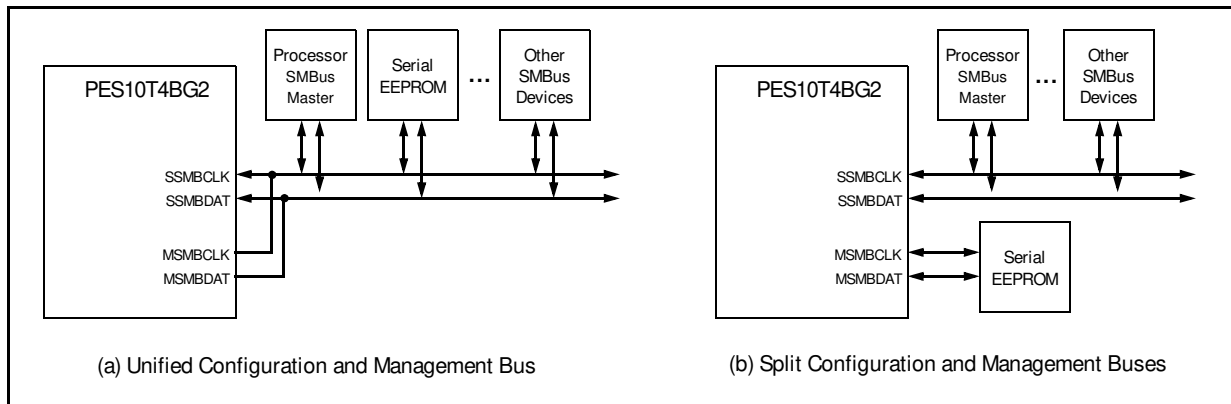 PES10T4BG2
Processor
SMBus
Master
Serial
EEPROM
...
Other
SMBus
Devices
SSMBCLK
SSMBDAT
MSMBCLK
MSMBDAT
(a) Unified Configuration and Management Bus
PES10T4BG2
Processor
SMBus
Master
...
Other
SMBus
Devices
SSMBCLK
SSMBDAT
MSMBCLK
MSMBDAT
Serial
EEPROM
(b) Split Configuration and Management Buses